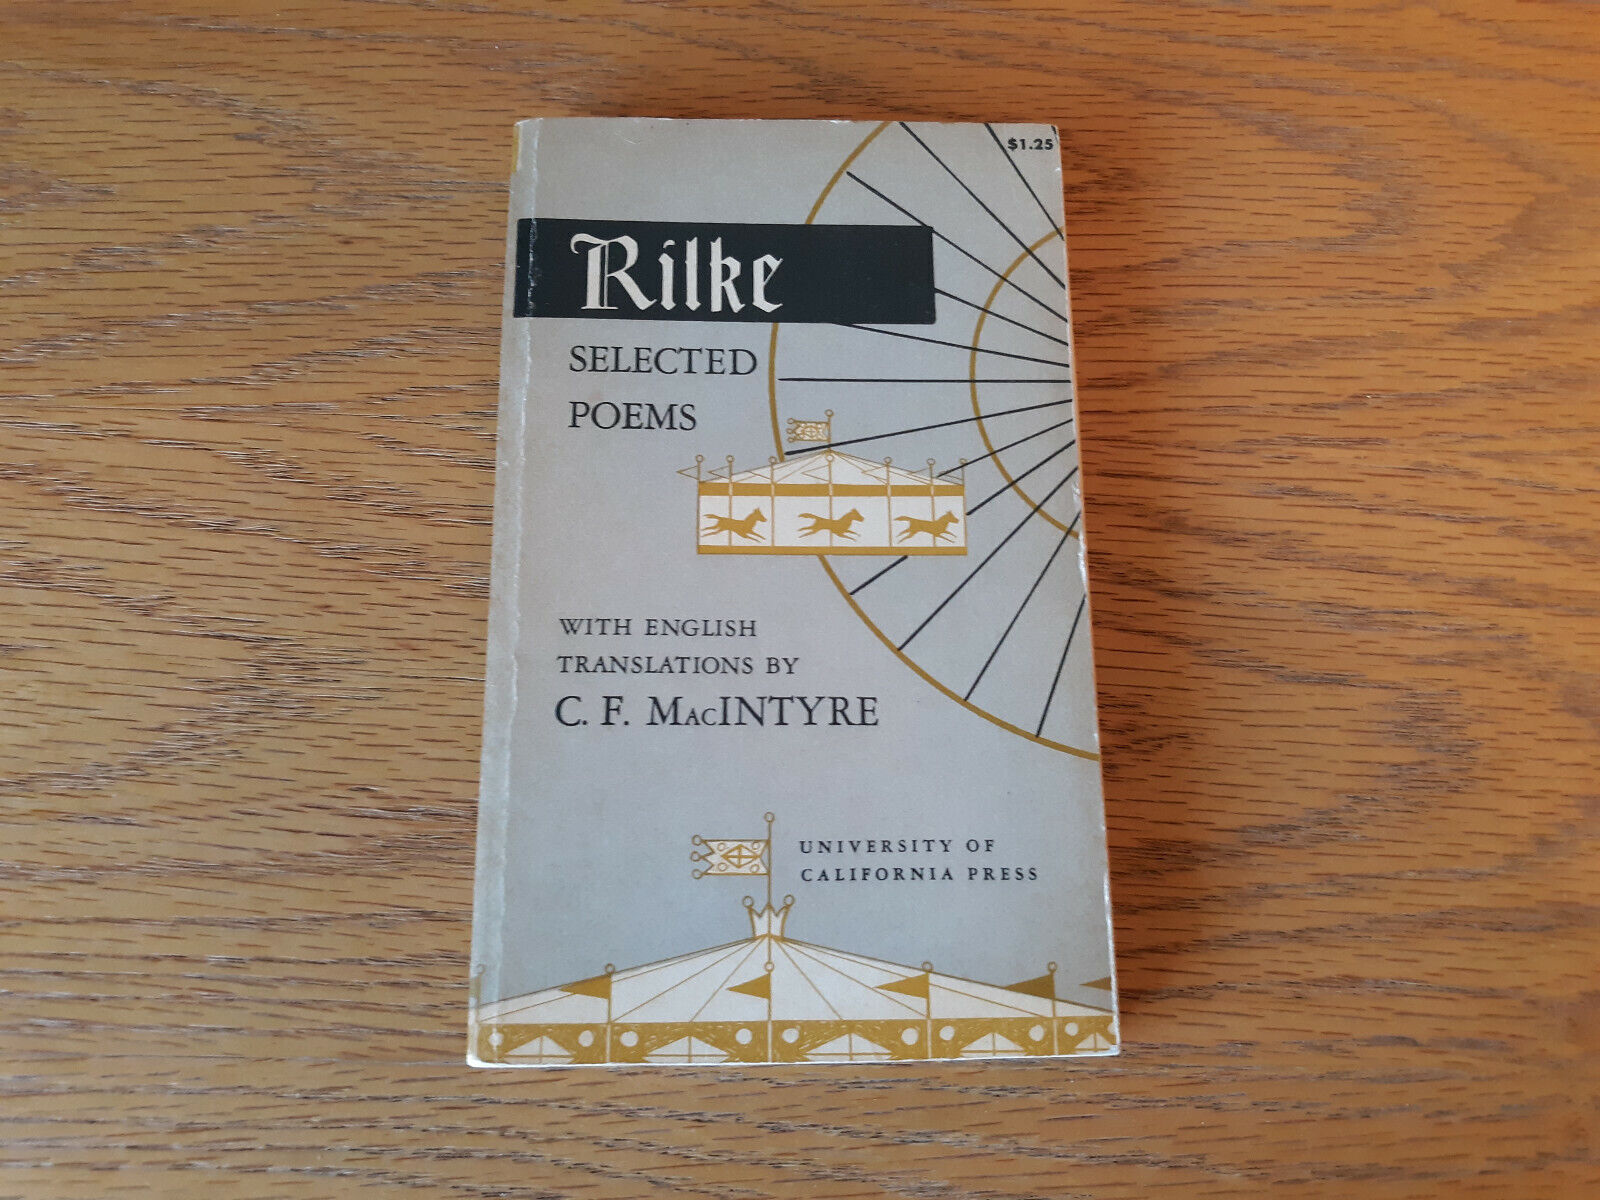 $1.25
Rilke
SELECTED
POEMS
WITH ENGLISH
TRANSLATIONS BY
C. F. MacINTYRE
UNIVERSITY OF
CALIFORNIA PRESS